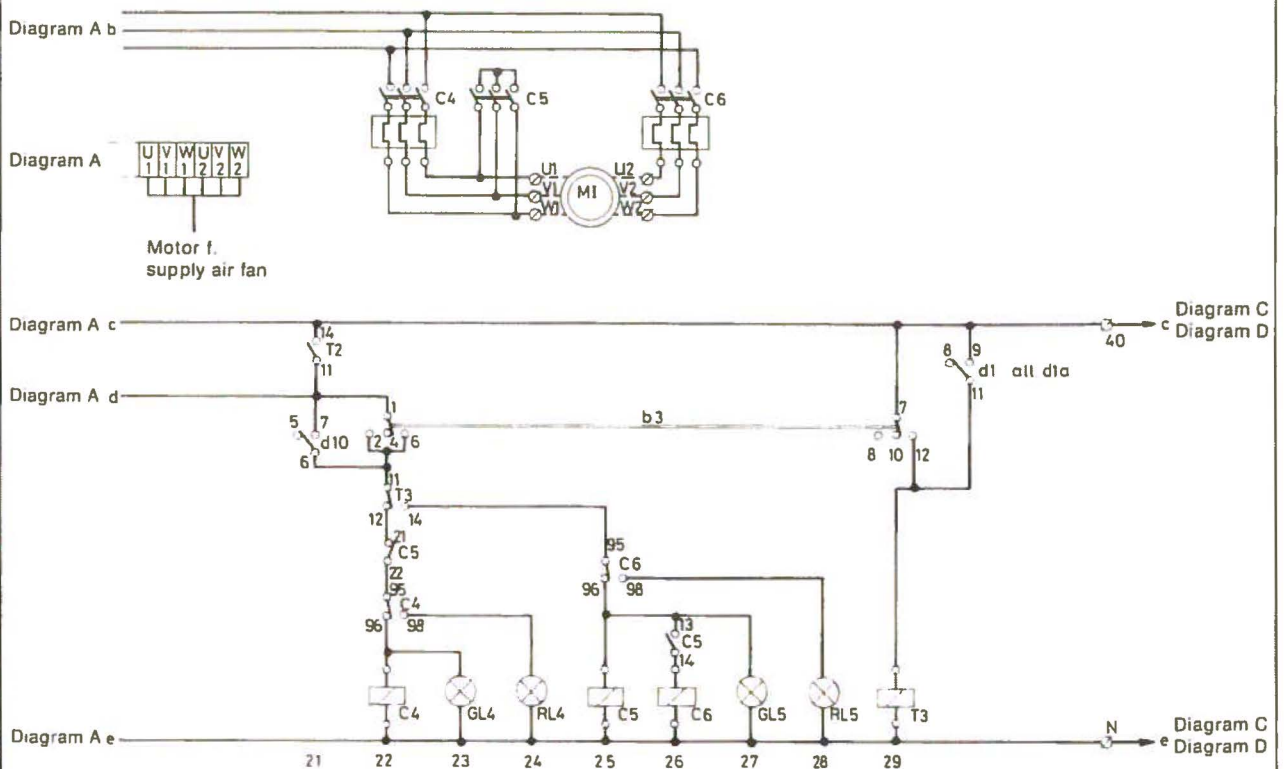 Diagram A b
C4 C5 C6
Diagram A
U V W U V W
1 1 1 2 2 2
U1 U2
V1 M1 V2
W1 W2
Motor f.
supply air fan
Diagram A c
Diagram C
c
Diagram D
14 40
T2
8 9
11 d1 alt d1a
11
Diagram A d
1 b3 7
5 7
d10 2 4 6
6 8 10 12
11
T3
12 14
21
C5 95
22 C6
95 96 98
C4
96 98 13
C5
14
C4 GL4 RL4 C5 C6 GL5 RL5 T3
Diagram A e
N
Diagram C
e
Diagram D
21 22 23 24 25 26 27 28 29